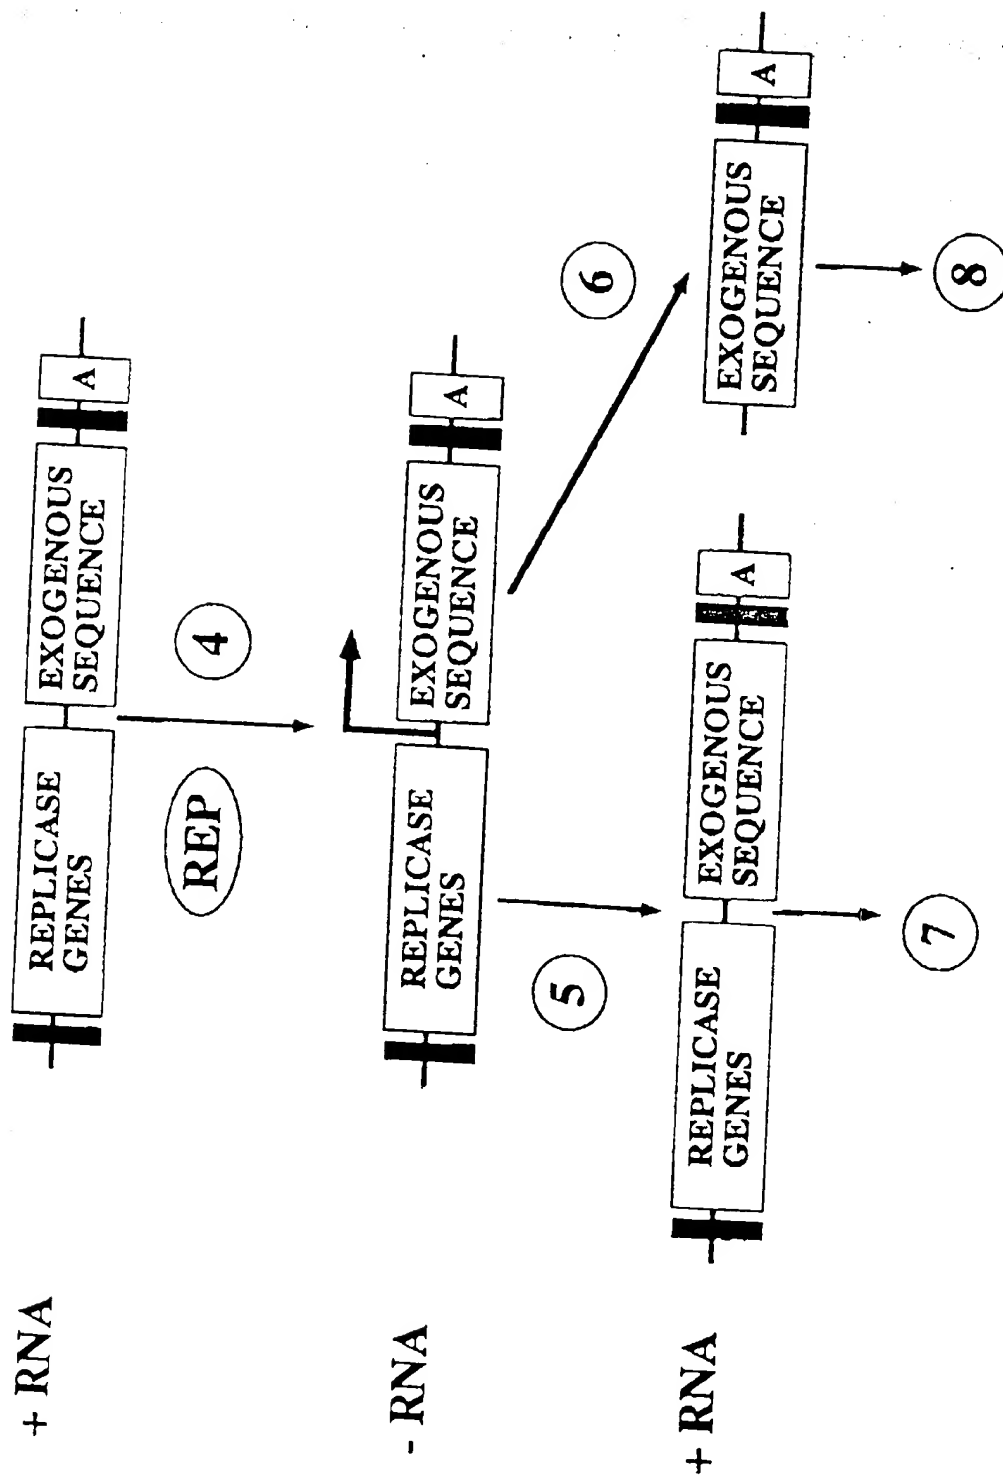 + RNA
REPLICASE
GENES
EXOGENOUS
SEQUENCE
A
REP
4
- RNA
REPLICASE
GENES
EXOGENOUS
SEQUENCE
A
5
6
+ RNA
REPLICASE
GENES
EXOGENOUS
SEQUENCE
A
EXOGENOUS
SEQUENCE
A
7
8